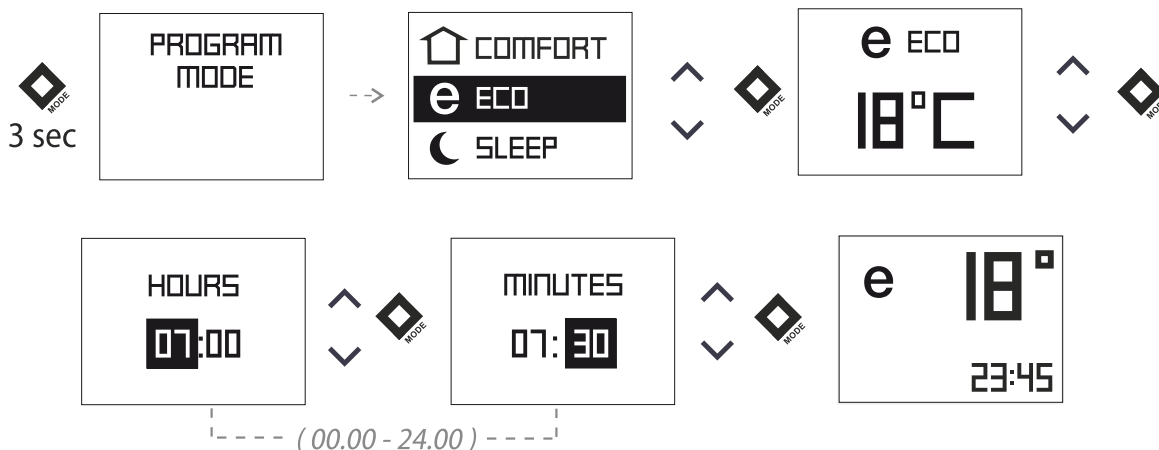 MODE
3 sec
PROGRAM
MODE
COMFORT
e ECO
SLEEP
MODE
e ECO
18°C
MODE
HOURS
07:00
MODE
MINUTES
07:30
MODE
e 18°
23:45
( 00.00 - 24.00 )